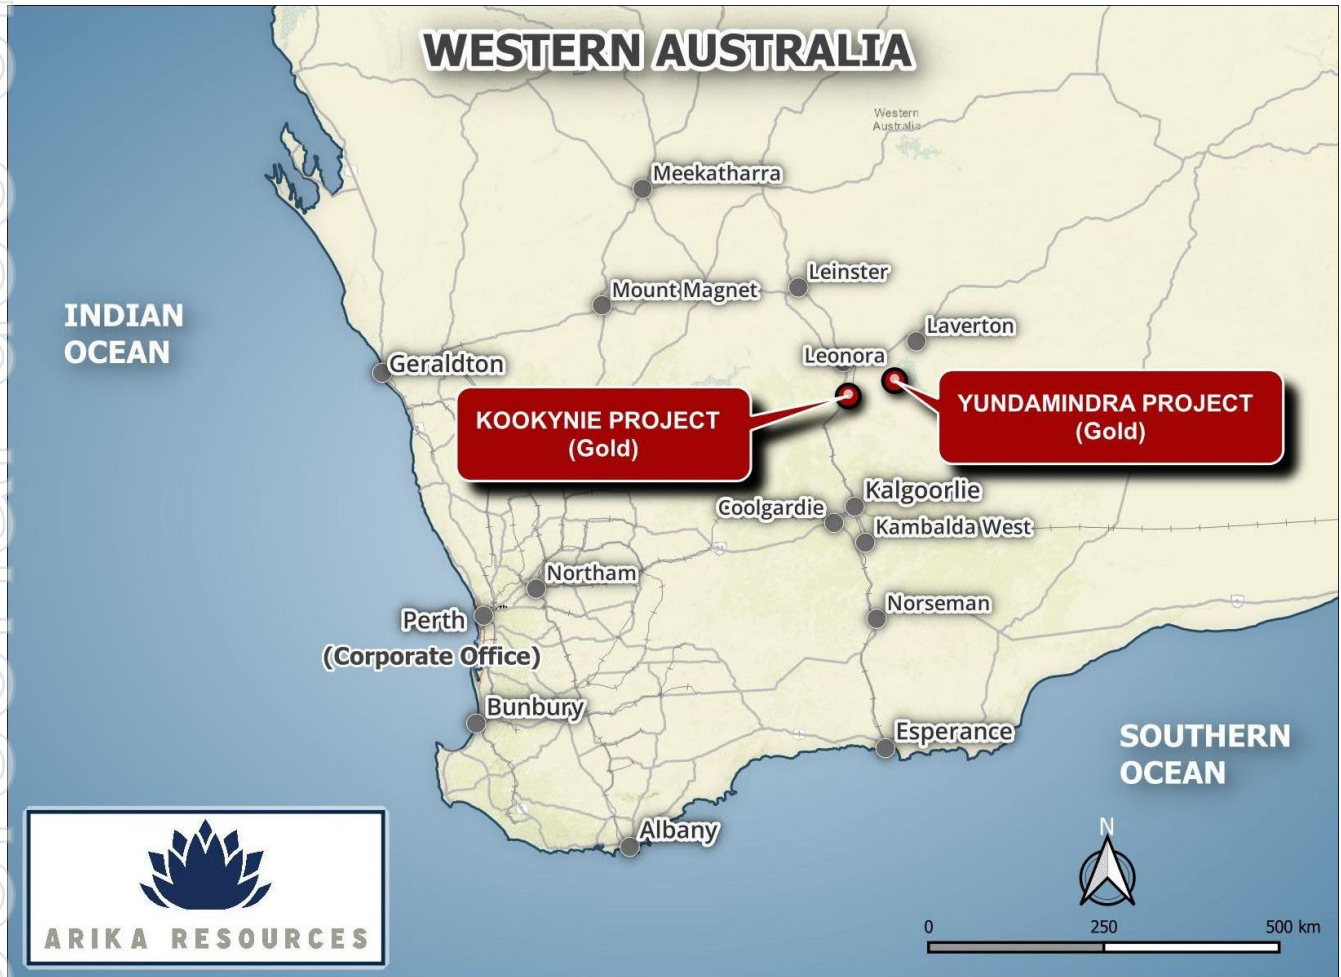 WESTERN AUSTRALIA
Western
Australia
Meekatharra
Leinster
Mount Magnet
INDIAN
OCEAN
Laverton
Leonora
Geraldton
KOOKYNIE PROJECT
(Gold)
YUNDAMINDRA PROJECT
(Gold)
Kalgoorlie
Coolgardie
Kambalda West
Northam
Norseman
Perth
(Corporate Office)
Bunbury
Esperance
SOUTHERN
OCEAN
Albany
N
0 250 500 km
ARIKA RESOURCES